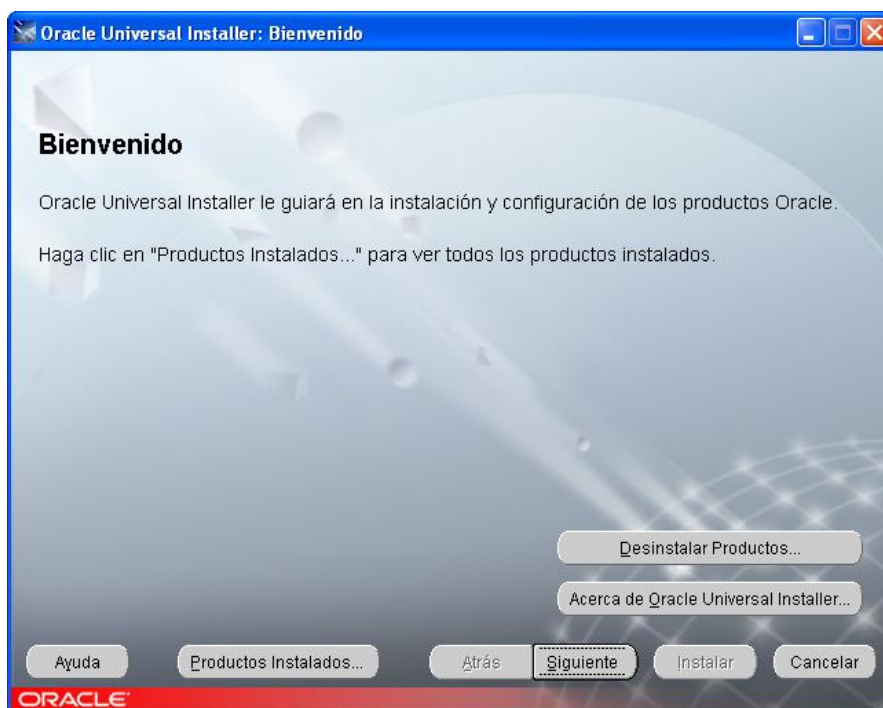 Oracle Universal Installer: Bienvenido
Bienvenido
Oracle Universal Installer le guiará en la instalación y configuración de los productos Oracle.
Haga clic en "Productos Instalados..." para ver todos los productos instalados.
Desinstalar Productos...
Acerca de Oracle Universal Installer...
Ayuda Productos Instalados... Atrás Siguiente Instalar Cancelar
ORACLE